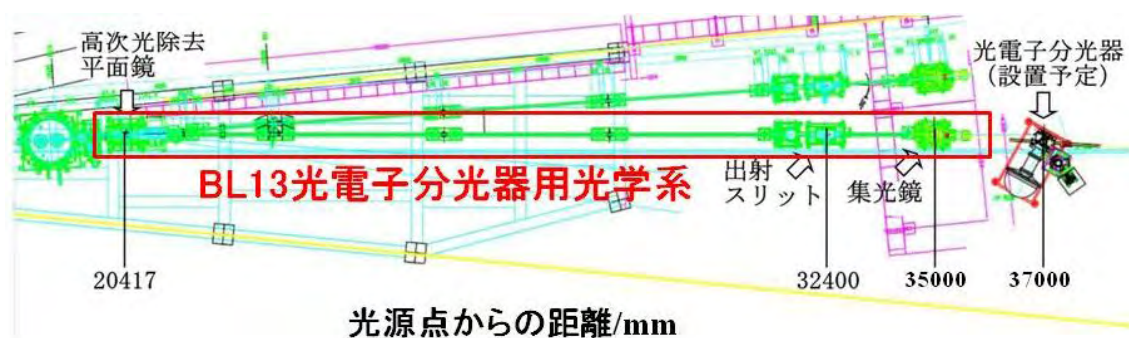 高次光除去
平面鏡
光電子分光器
(設置予定)
BL13光電子分光器用光学系
出射
スリット
集光鏡
20417
32400
35000
37000
光源点からの距離/mm